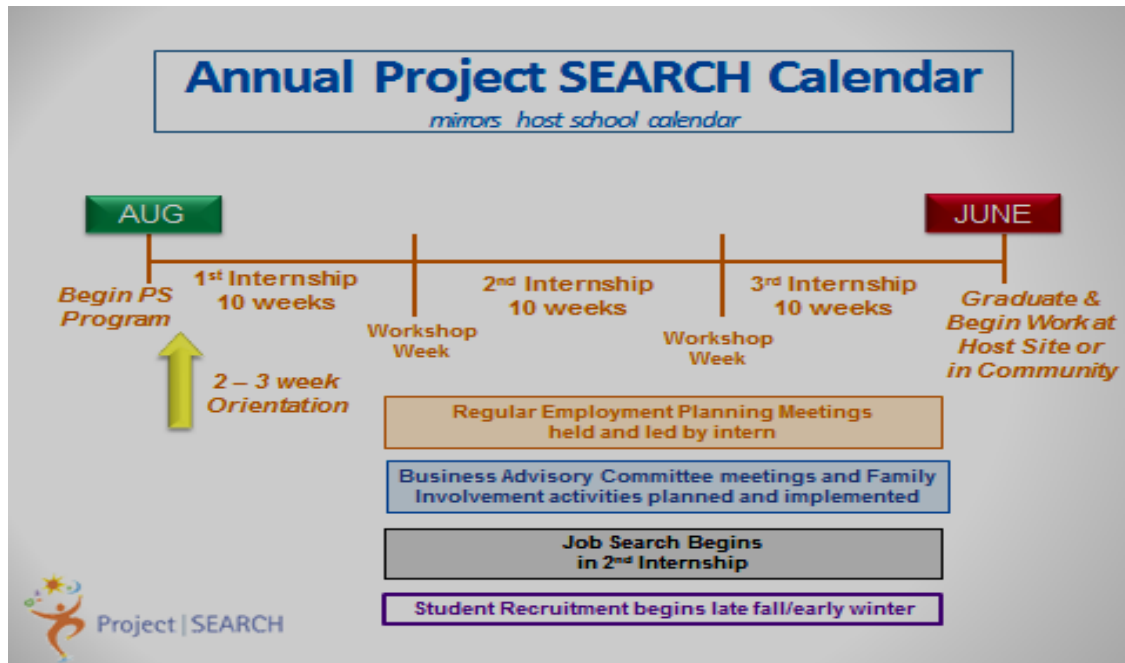 Annual Project SEARCH Calendar
mirrors host school calendar
AUG
JUNE
Begin PS
Program
1st Internship
10 weeks
Workshop
Week
2nd Internship
10 weeks
Workshop
Week
3rd Internship
10 weeks
Graduate &
Begin Work at
Host Site or
in Community
2 – 3 week
Orientation
Regular Employment Planning Meetings
held and led by intern
Business Advisory Committee meetings and Family
Involvement activities planned and implemented
Job Search Begins
in 2nd Internship
Student Recruitment begins late fall/early winter
Project | SEARCH